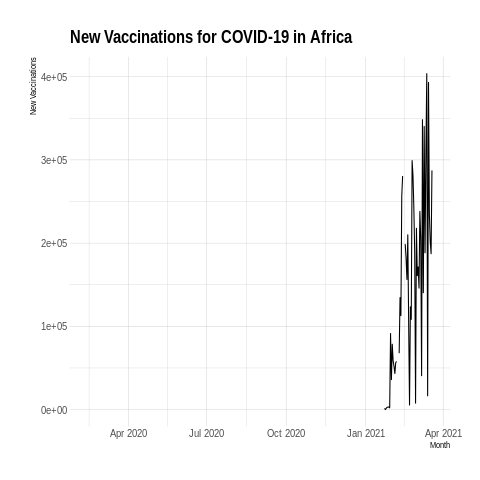 New Vaccinations for COVID-19 in Africa
New Vaccinations
4e+05
3e+05
2e+05
1e+05
0e+00
Apr 2020 Jul 2020 Oct 2020 Jan 2021 Apr 2021
Month